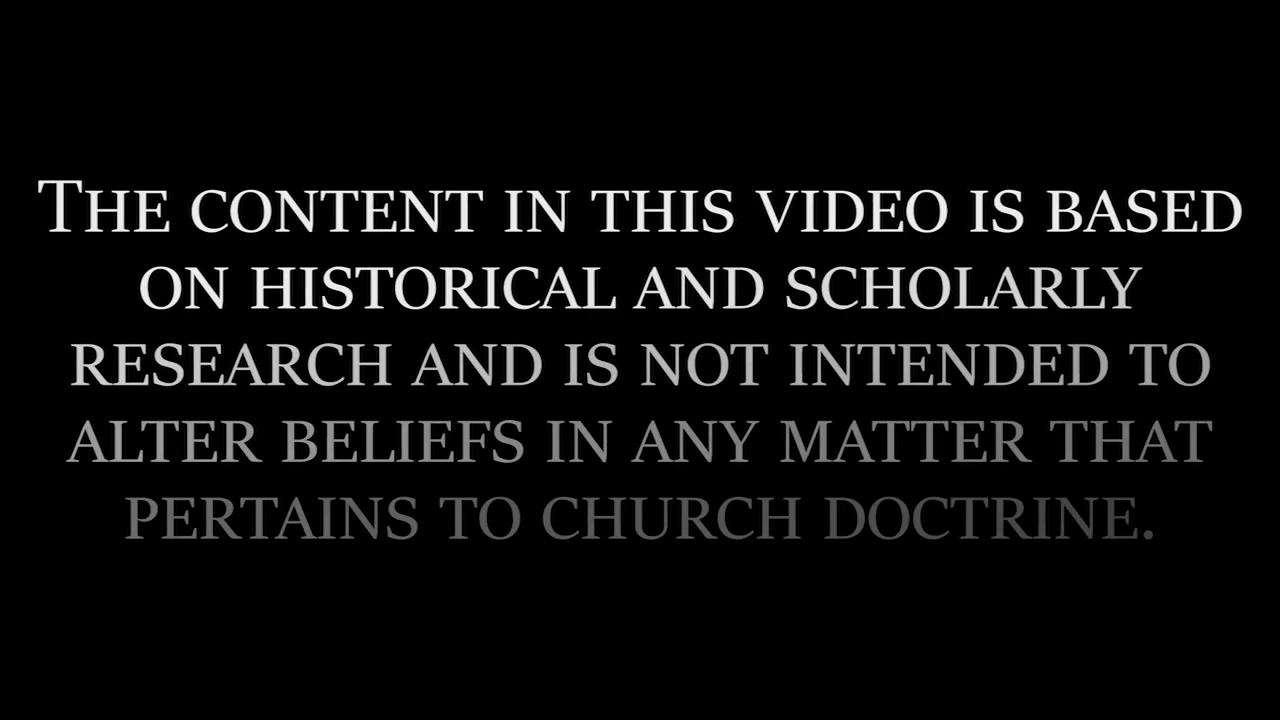 The content in this video is based
on historical and scholarly
research and is not intended to
alter beliefs in any matter that
pertains to church doctrine.